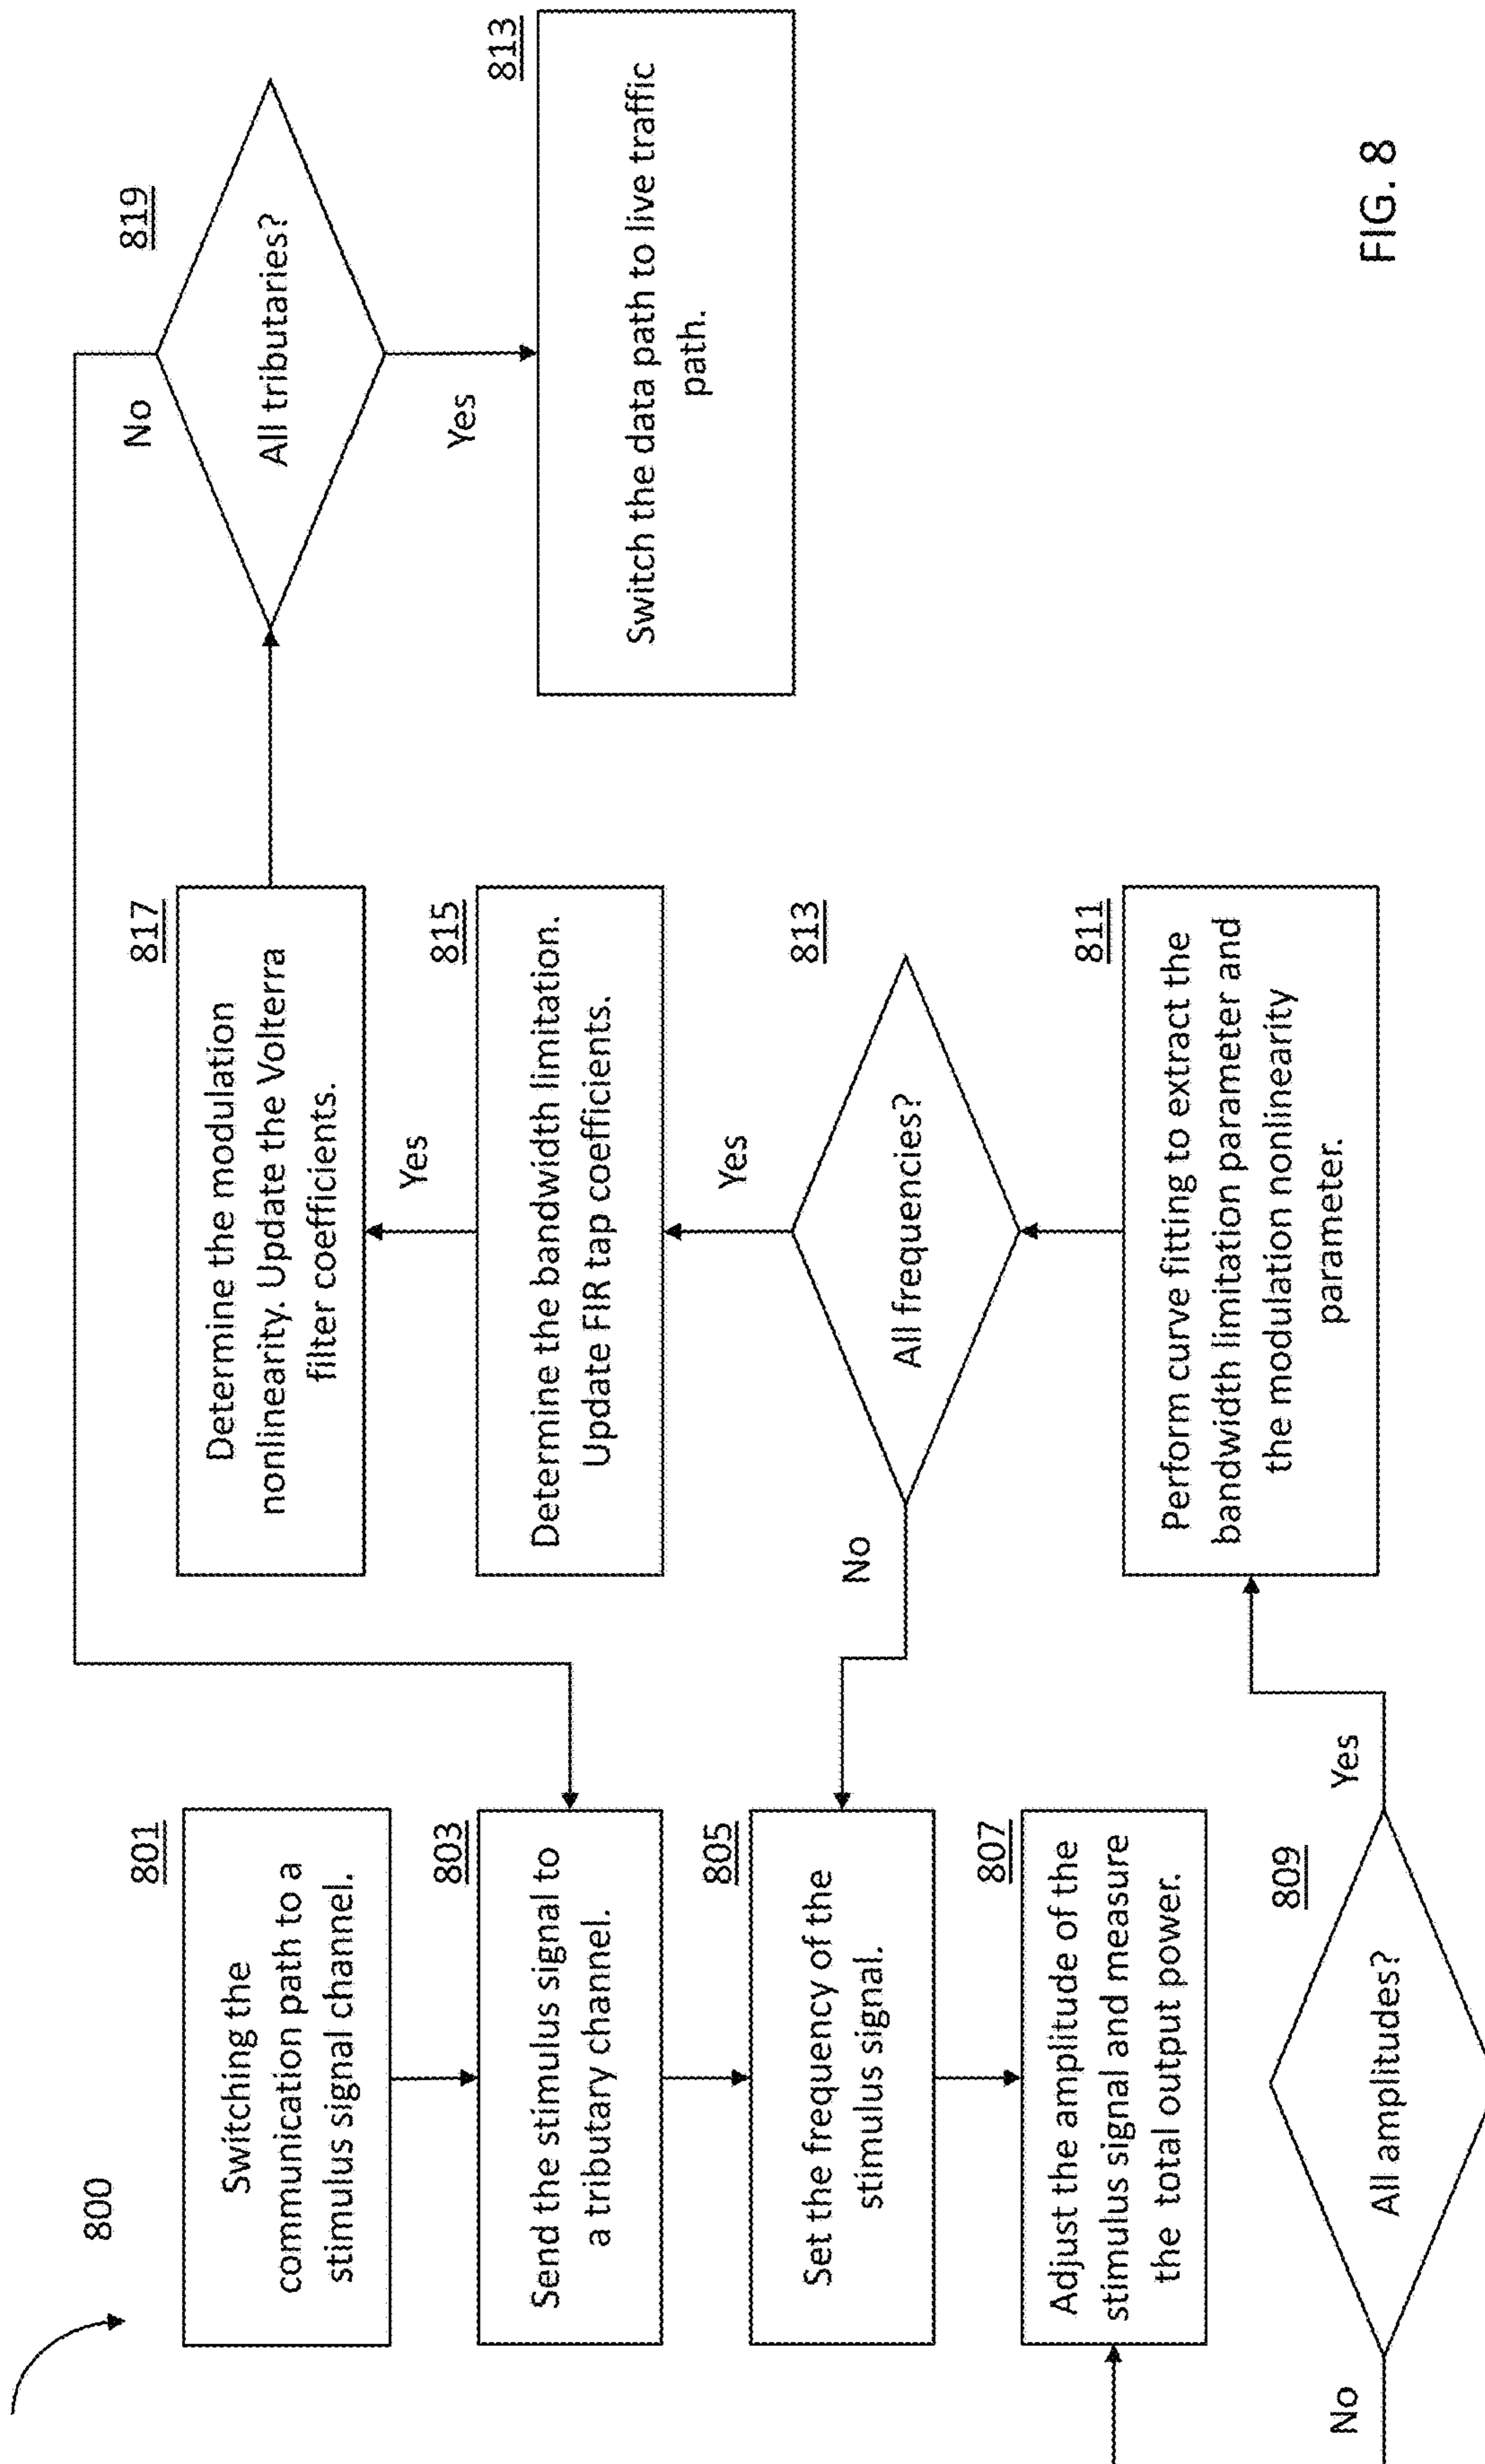 800
801
Switching the
communication path to a
stimulus signal channel.
803
Send the stimulus signal to
a tributary channel.
805
Set the frequency of the
stimulus signal.
807
Adjust the amplitude of the
stimulus signal and measure
the total output power.
809
All amplitudes?
No
Yes
811
Perform curve fitting to extract the
bandwidth limitation parameter and
the modulation nonlinearity
parameter.
813
All frequencies?
No
Yes
815
Determine the bandwidth limitation.
Update FIR tap coefficients.
Yes
817
Determine the modulation
nonlinearity. Update the Volterra
filter coefficients.
819
All tributaries?
No
Yes
813
Switch the data path to live traffic
path.
FIG. 8